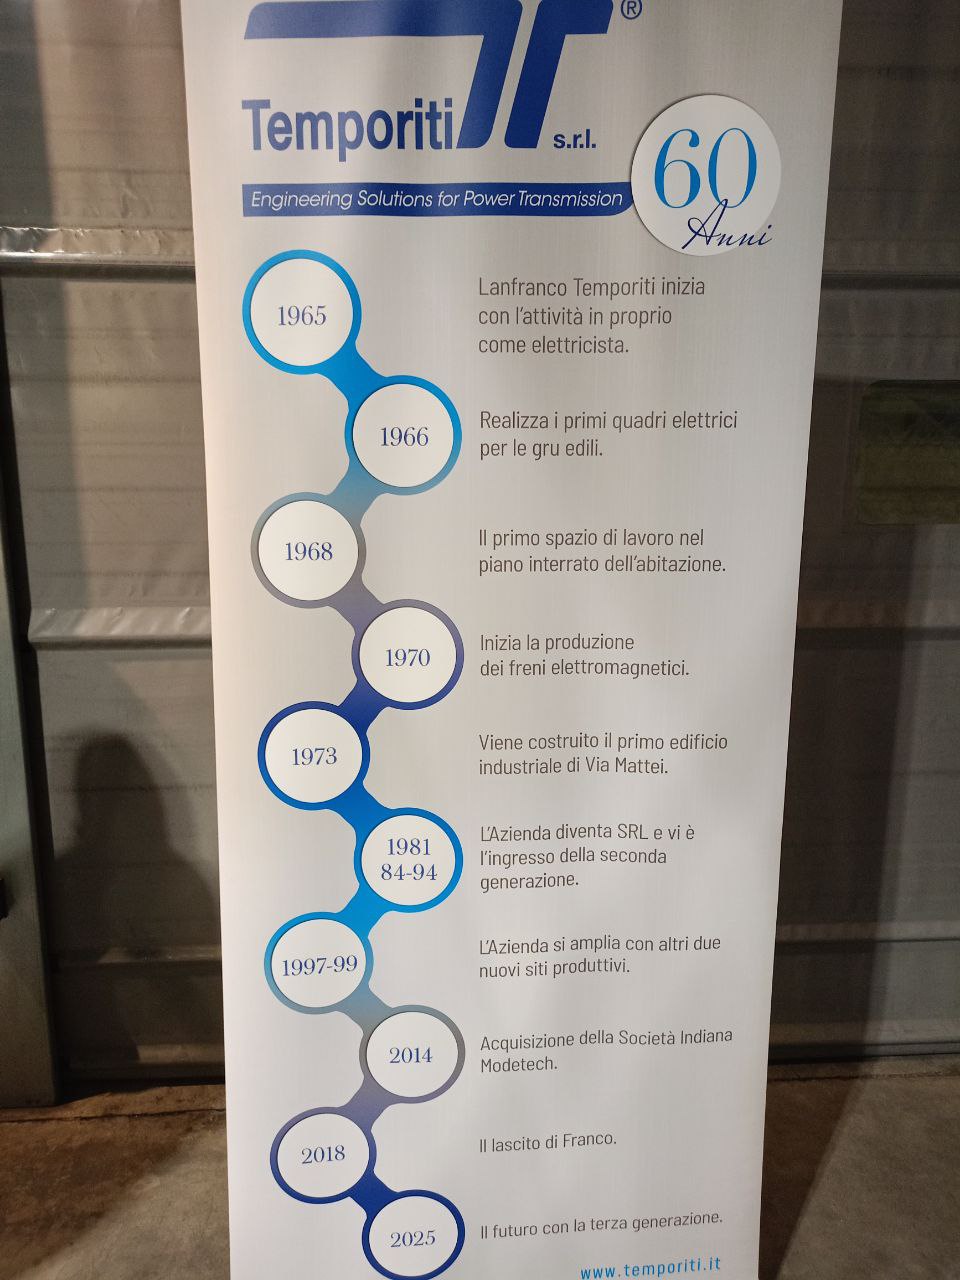 ®
Temporiti s.r.l.
Engineering Solutions for Power Transmission
60
Anni
1965
Lanfranco Temporiti inizia
con l'attività in proprio
come elettricista.
1966
Realizza i primi quadri elettrici
per le gru edili.
1968
Il primo spazio di lavoro nel
piano interrato dell'abitazione.
1970
Inizia la produzione
dei freni elettromagnetici.
1973
Viene costruito il primo edificio
industriale di Via Mattei.
1981
84-94
L'Azienda diventa SRL e vi è
l'ingresso della seconda
generazione.
1997-99
L'Azienda si amplia con altri due
nuovi siti produttivi.
2014
Acquisizione della Società Indiana
Modetech.
2018
Il lascito di Franco.
2025
Il futuro con la terza generazione.
www.temporiti.it